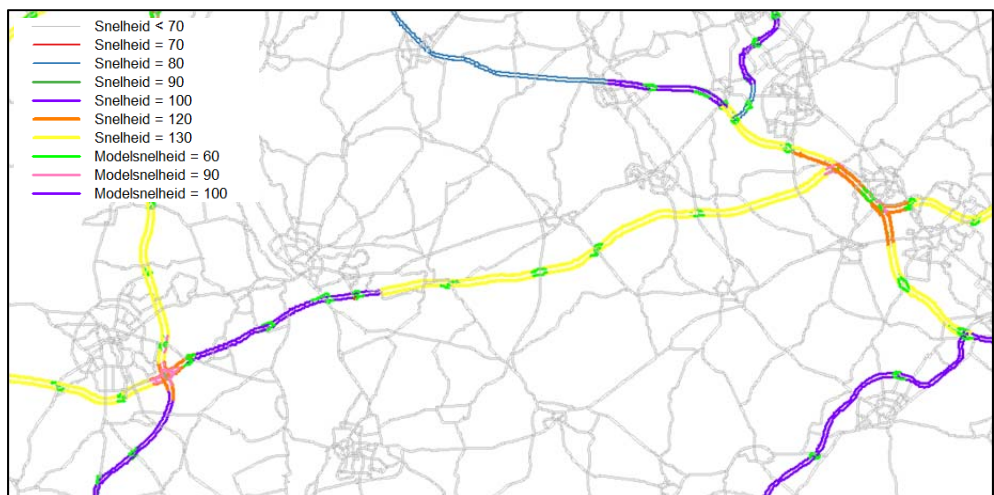 Snelheid < 70
Snelheid = 70
Snelheid = 80
Snelheid = 90
Snelheid = 100
Snelheid = 120
Snelheid = 130
Modelsnelheid = 60
Modelsnelheid = 90
Modelsnelheid = 100